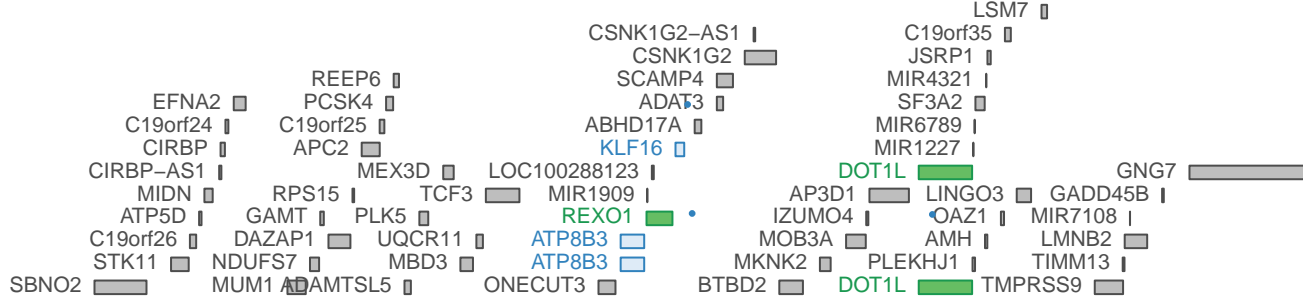 LSM7
CSNK1G2−AS1 C19orf35
CSNK1G2 JSRP1
REEP6 SCAMP4 MIR4321
EFNA2 PCSK4 ADAT3 SF3A2
C19orf24 C19orf25 ABHD17A MIR6789
CIRBP APC2 KLF16 MIR1227
CIRBP−AS1 MEX3D LOC100288123 DOT1L GNG7
MIDN RPS15 TCF3 MIR1909 AP3D1 LINGO3 GADD45B
ATP5D GAMT PLK5 REXO1 IZUMO4 OAZ1 MIR7108
C19orf26 DAZAP1 UQCR11 ATP8B3 MOB3A AMH LMNB2
STK11 NDUFS7 MBD3 ATP8B3 MKNK2 PLEKHJ1 TIMM13
SBNO2 MUM1 ADAMTSL5 ONECUT3 BTBD2 DOT1L TMPRSS9